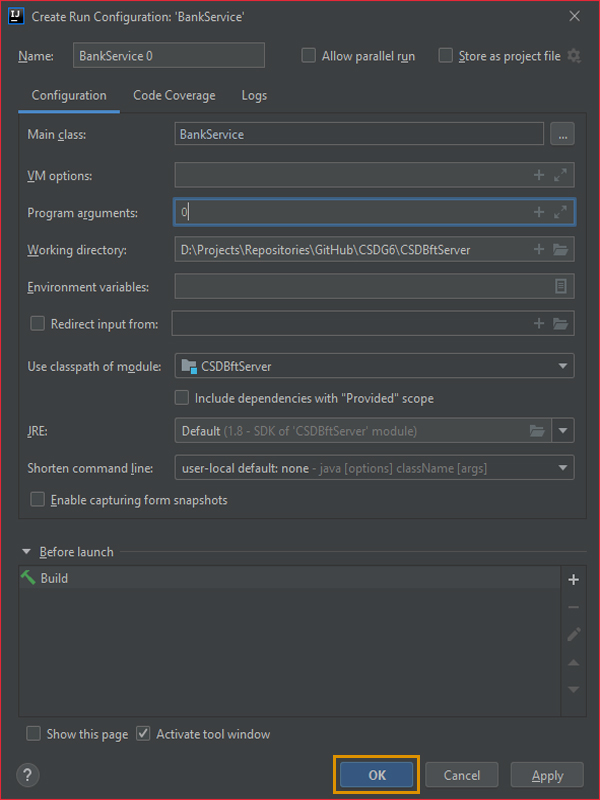 IJ Create Run Configuration: 'BankService'
Name: BankService 0 Allow parallel run Store as project file
Configuration Code Coverage Logs
Main class: BankService ...
VM options:
Program arguments: 0
Working directory: D:\Projects\Repositories\GitHub\CSDG6\CSDBftServer
Environment variables:
Redirect input from:
Use classpath of module: CSDBftServer
Include dependencies with "Provided" scope
JRE: Default (1.8 - SDK of 'CSDBftServer' module)
Shorten command line: user-local default: none - java [options] className [args]
Enable capturing form snapshots
Before launch
Build
Show this page Activate tool window
? OK Cancel Apply